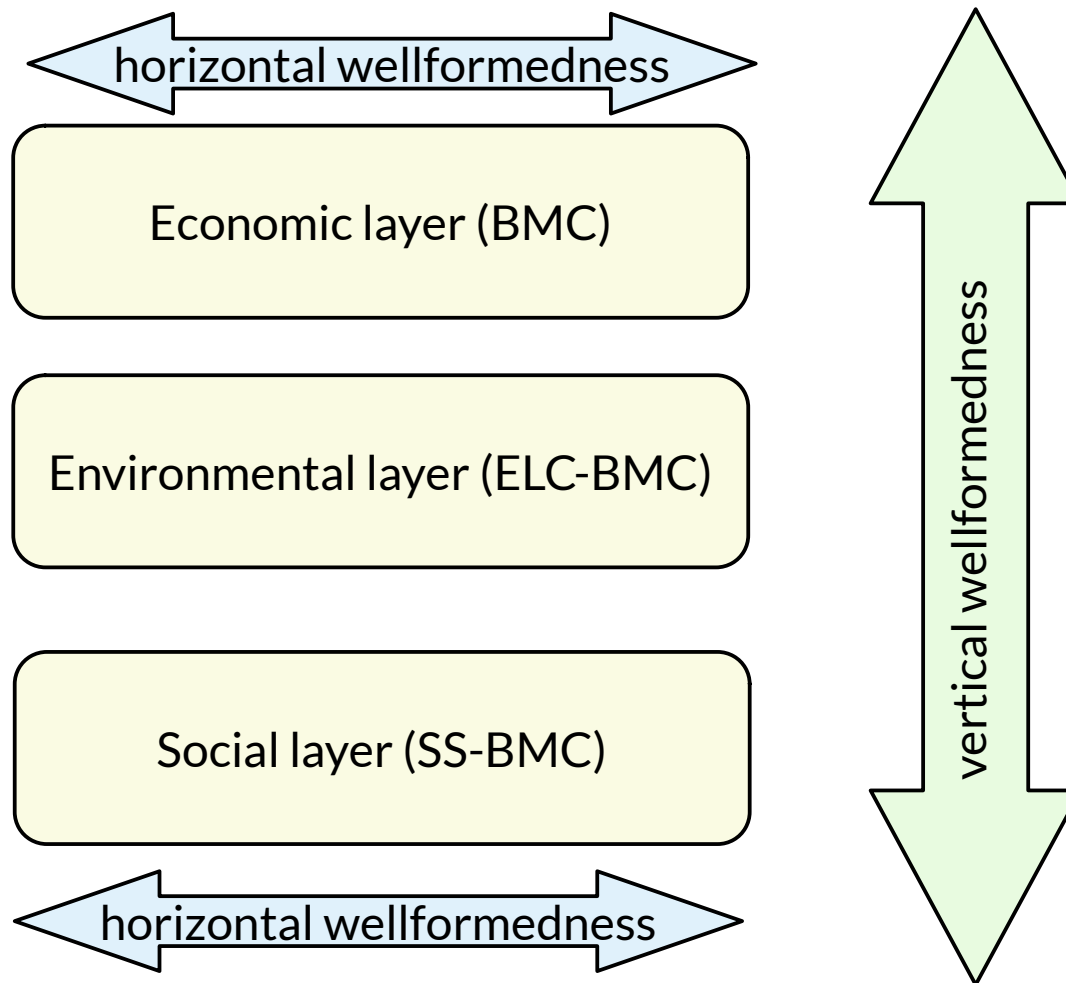 horizontal wellformedness
Economic layer (BMC)
Environmental layer (ELC-BMC)
Social layer (SS-BMC)
horizontal wellformedness
vertical wellformedness